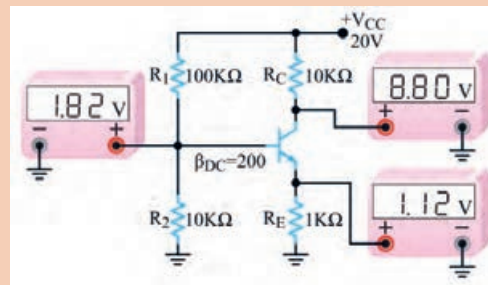 +VCC
20V
R1 100KΩ
RC 10KΩ
1.82 V
- +
8.80 V
+ -
βDC=200
1.12 V
+ -
R2 10KΩ
RE 1KΩ